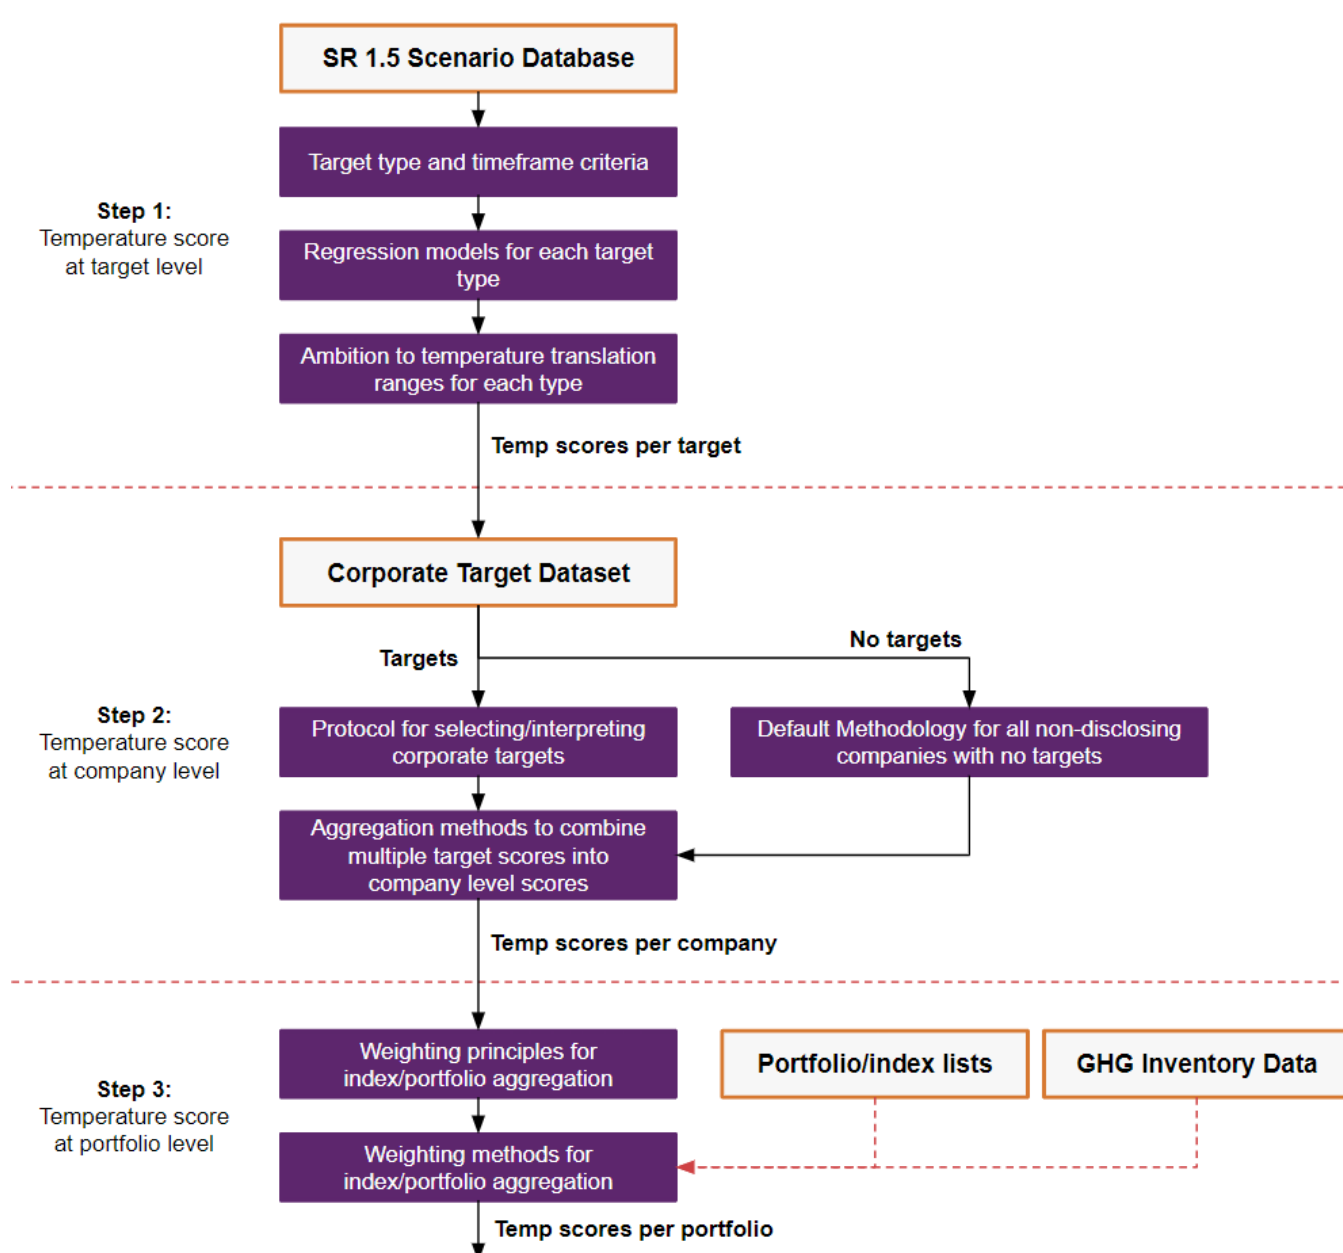 SR 1.5 Scenario Database
Target type and timeframe criteria
Step 1:
Temperature score
at target level
Regression models for each target
type
Ambition to temperature translation
ranges for each type
Temp scores per target
Corporate Target Dataset
No targets
Targets
Step 2:
Temperature score
at company level
Protocol for selecting/interpreting
corporate targets
Default Methodology for all non-disclosing
companies with no targets
Aggregation methods to combine
multiple target scores into
company level scores
Temp scores per company
Step 3:
Temperature score
at portfolio level
Weighting principles for
index/portfolio aggregation
Portfolio/index lists
GHG Inventory Data
Weighting methods for
index/portfolio aggregation
Temp scores per portfolio